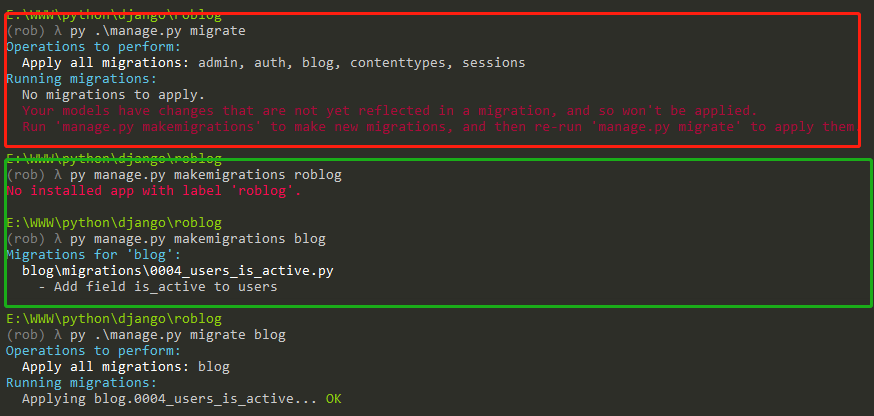 E:\WWW\python\django\roblog
(rob) λ py .\manage.py migrate
Operations to perform:
  Apply all migrations: admin, auth, blog, contenttypes, sessions
Running migrations:
  No migrations to apply.
  Your models have changes that are not yet reflected in a migration, and so won't be applied.
  Run 'manage.py makemigrations' to make new migrations, and then re-run 'manage.py migrate' to apply them
E:\WWW\python\django\roblog
(rob) λ py manage.py makemigrations roblog
No installed app with label 'roblog'.
E:\WWW\python\django\roblog
(rob) λ py manage.py makemigrations blog
Migrations for 'blog':
  blog\migrations\0004_users_is_active.py
    - Add field is_active to users
E:\WWW\python\django\roblog
(rob) λ py .\manage.py migrate blog
Operations to perform:
  Apply all migrations: blog
Running migrations:
  Applying blog.0004_users_is_active... OK